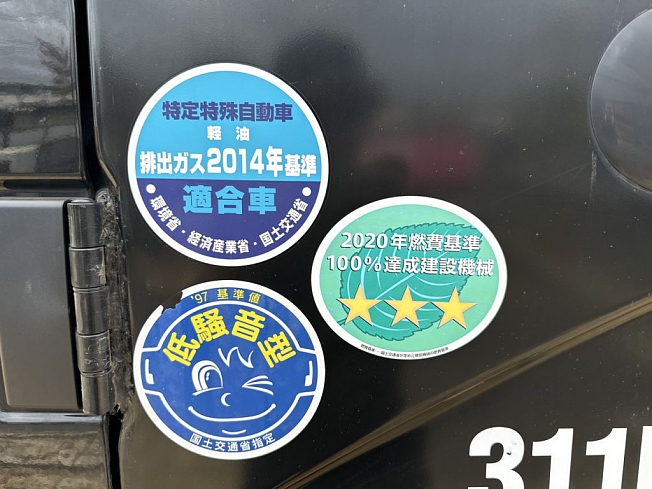 特定特殊自動車
軽油
排出ガス2014年基準
適合車
・環境省・経済産業省・国土交通省・
2020年燃費基準
100%達成建設機械
'97基準値
低騒音型
国土交通省指定
311